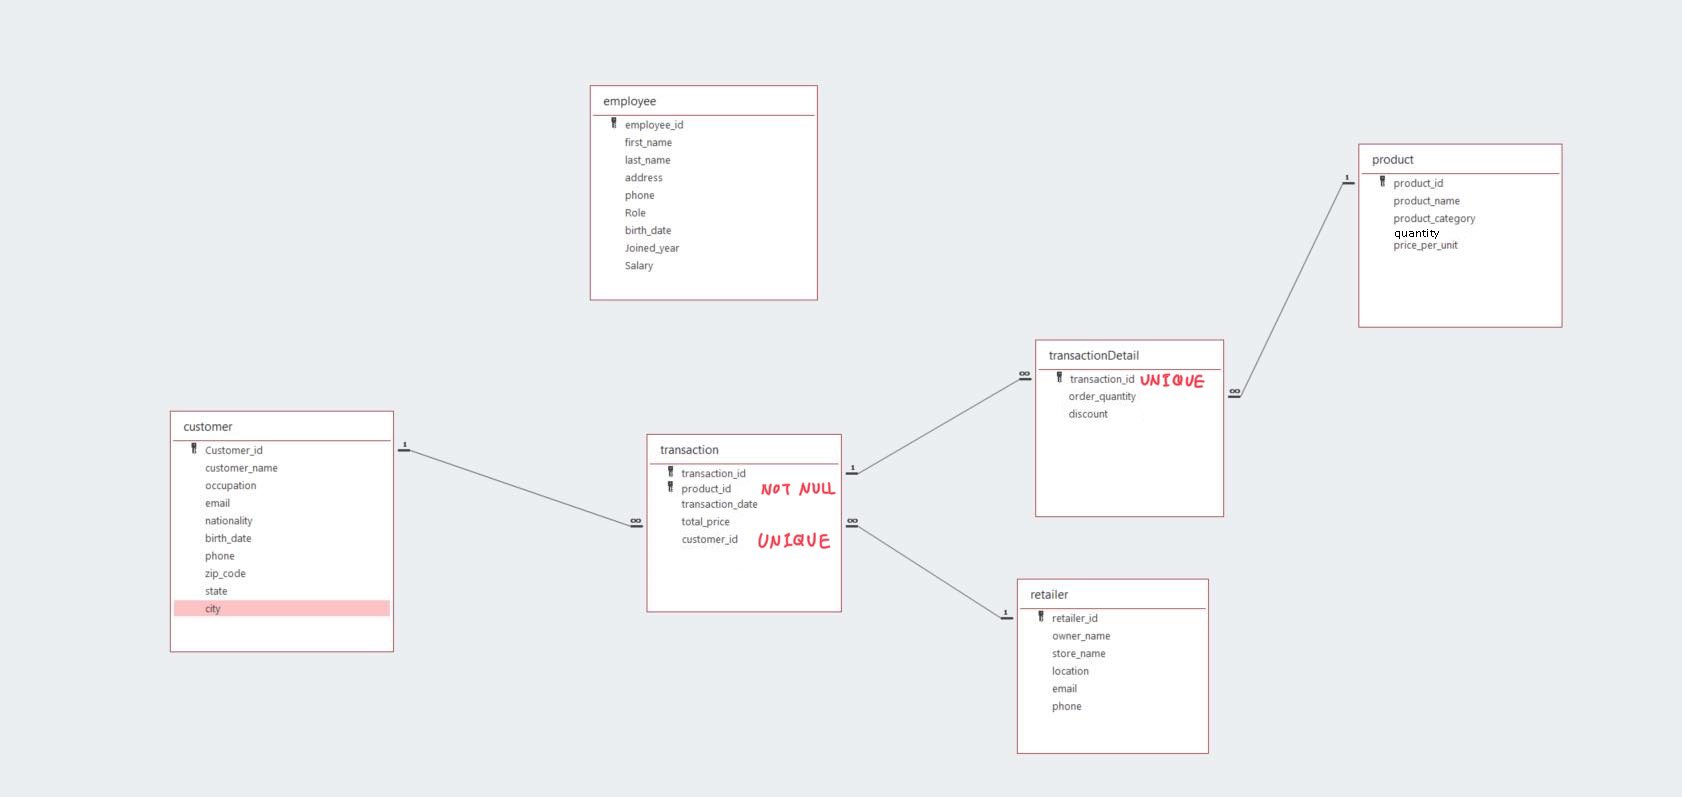 employee
employee_id
first_name
last_name
address
phone
Role
birth_date
Joined_year
Salary
product
product_id
product_name
product_category
quantity
price_per_unit
1
transactionDetail
transaction_id UNIQUE
order_quantity
discount
∞
∞
customer
Customer_id
customer_name
occupation
email
nationality
birth_date
phone
zip_code
state
city
1
transaction
transaction_id
product_id NOT NULL
transaction_date
total_price
customer_id UNIQUE
∞
1
∞
retailer
retailer_id
owner_name
store_name
location
email
phone
1